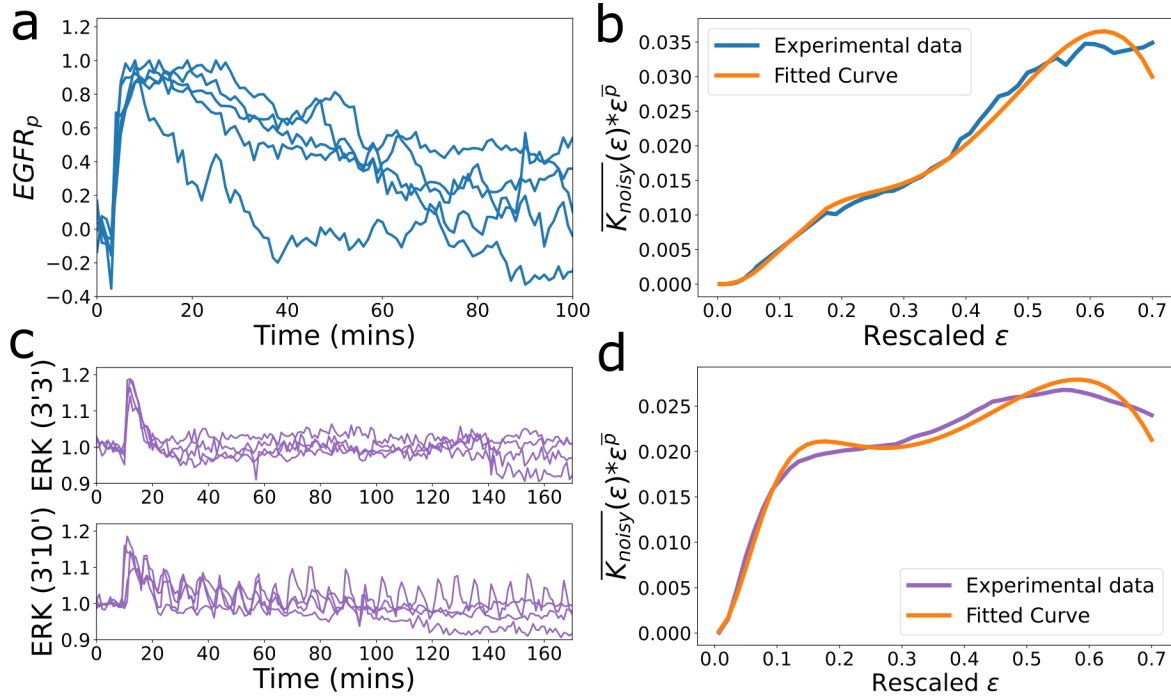 a
EGFR_p
1.2
1.0
0.8
0.6
0.4
0.2
0.0
−0.2
−0.4
0 20 40 60 80 100
Time (mins)
b
K_noisy(ε)*ε^p
0.035
0.030
0.025
0.020
0.015
0.010
0.005
0.000
Experimental data
Fitted Curve
0.0 0.1 0.2 0.3 0.4 0.5 0.6 0.7
Rescaled ε
c
ERK (3'3')
1.2
1.1
1.0
0.9
0 20 40 60 80 100 120 140 160
ERK (3'10')
1.2
1.1
1.0
0.9
0 20 40 60 80 100 120 140 160
Time (mins)
d
K_noisy(ε)*ε^p
0.025
0.020
0.015
0.010
0.005
0.000
Experimental data
Fitted Curve
0.0 0.1 0.2 0.3 0.4 0.5 0.6 0.7
Rescaled ε